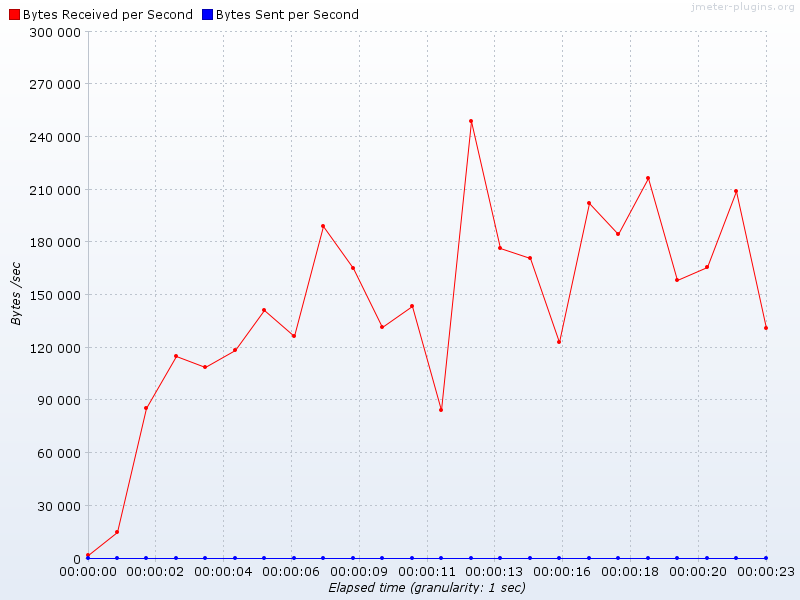 jmeter-plugins.org
Bytes Received per Second Bytes Sent per Second
300 000
270 000
240 000
210 000
180 000
150 000
120 000
90 000
60 000
30 000
0
Bytes /sec
00:00:00 00:00:02 00:00:04 00:00:06 00:00:09 00:00:11 00:00:13 00:00:16 00:00:18 00:00:20 00:00:23
Elapsed time (granularity: 1 sec)